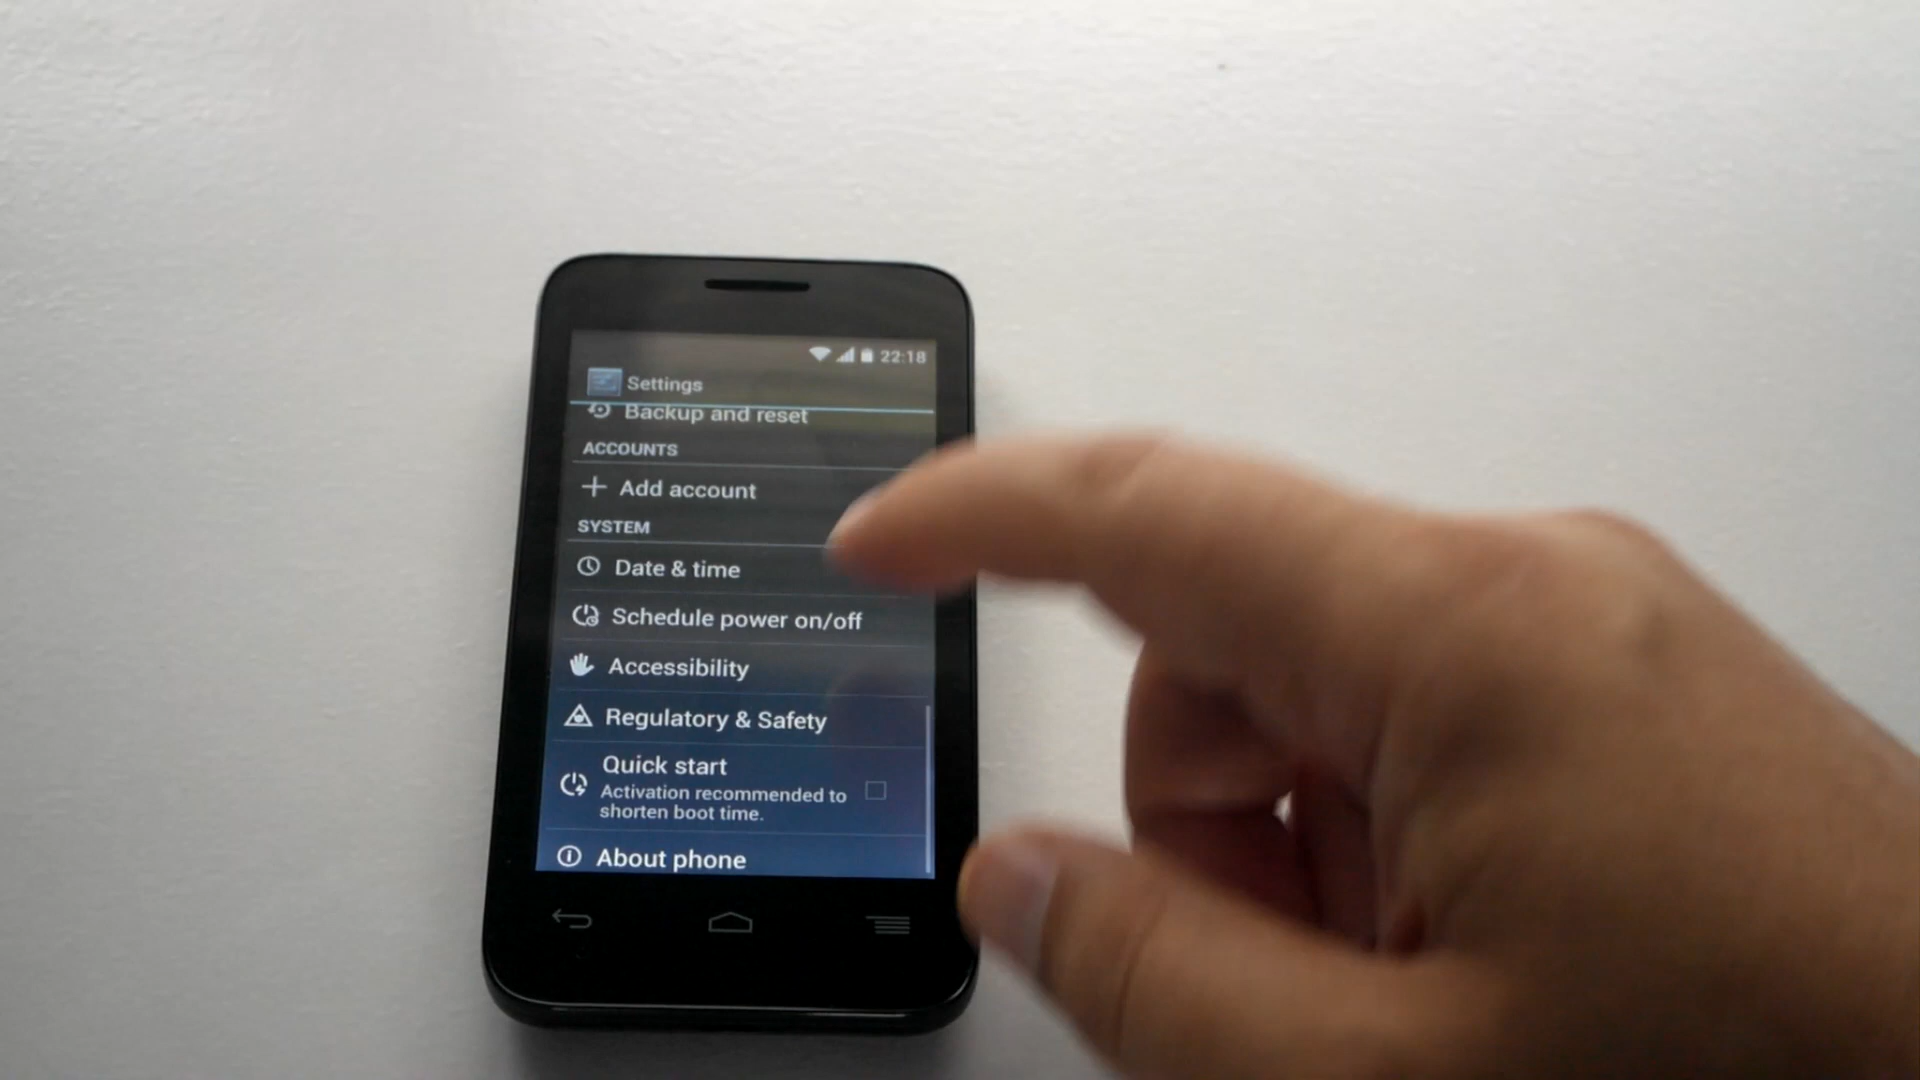 22:18
Settings
Backup and reset
ACCOUNTS
Add account
SYSTEM
Date & time
Schedule power on/off
Accessibility
Regulatory & Safety
Quick start
Activation recommended to
shorten boot time.
About phone